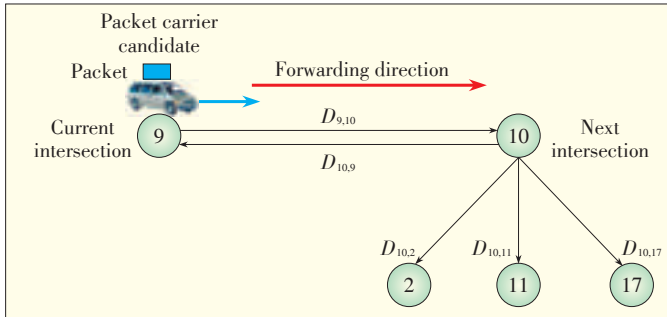 Packet carrier
candidate
Packet
Forwarding direction
Current
intersection
9
D9,10
D10,9
10
Next
intersection
D10,2
D10,11
D10,17
2
11
17